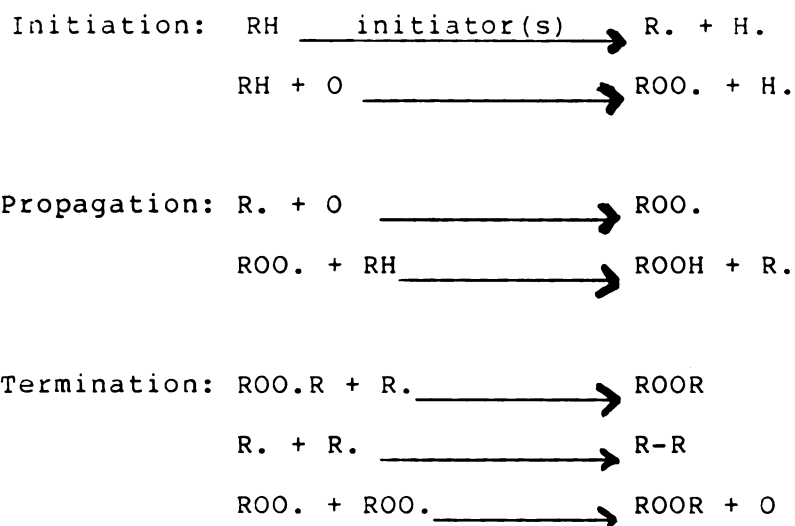 Initiation: RH initiator(s) R. + H.
RH + O ROO. + H.
Propagation: R. + O ROO.
ROO. + RH ROOH + R.
Termination: ROO.R + R. ROOR
R. + R. R-R
ROO. + ROO. ROOR + O